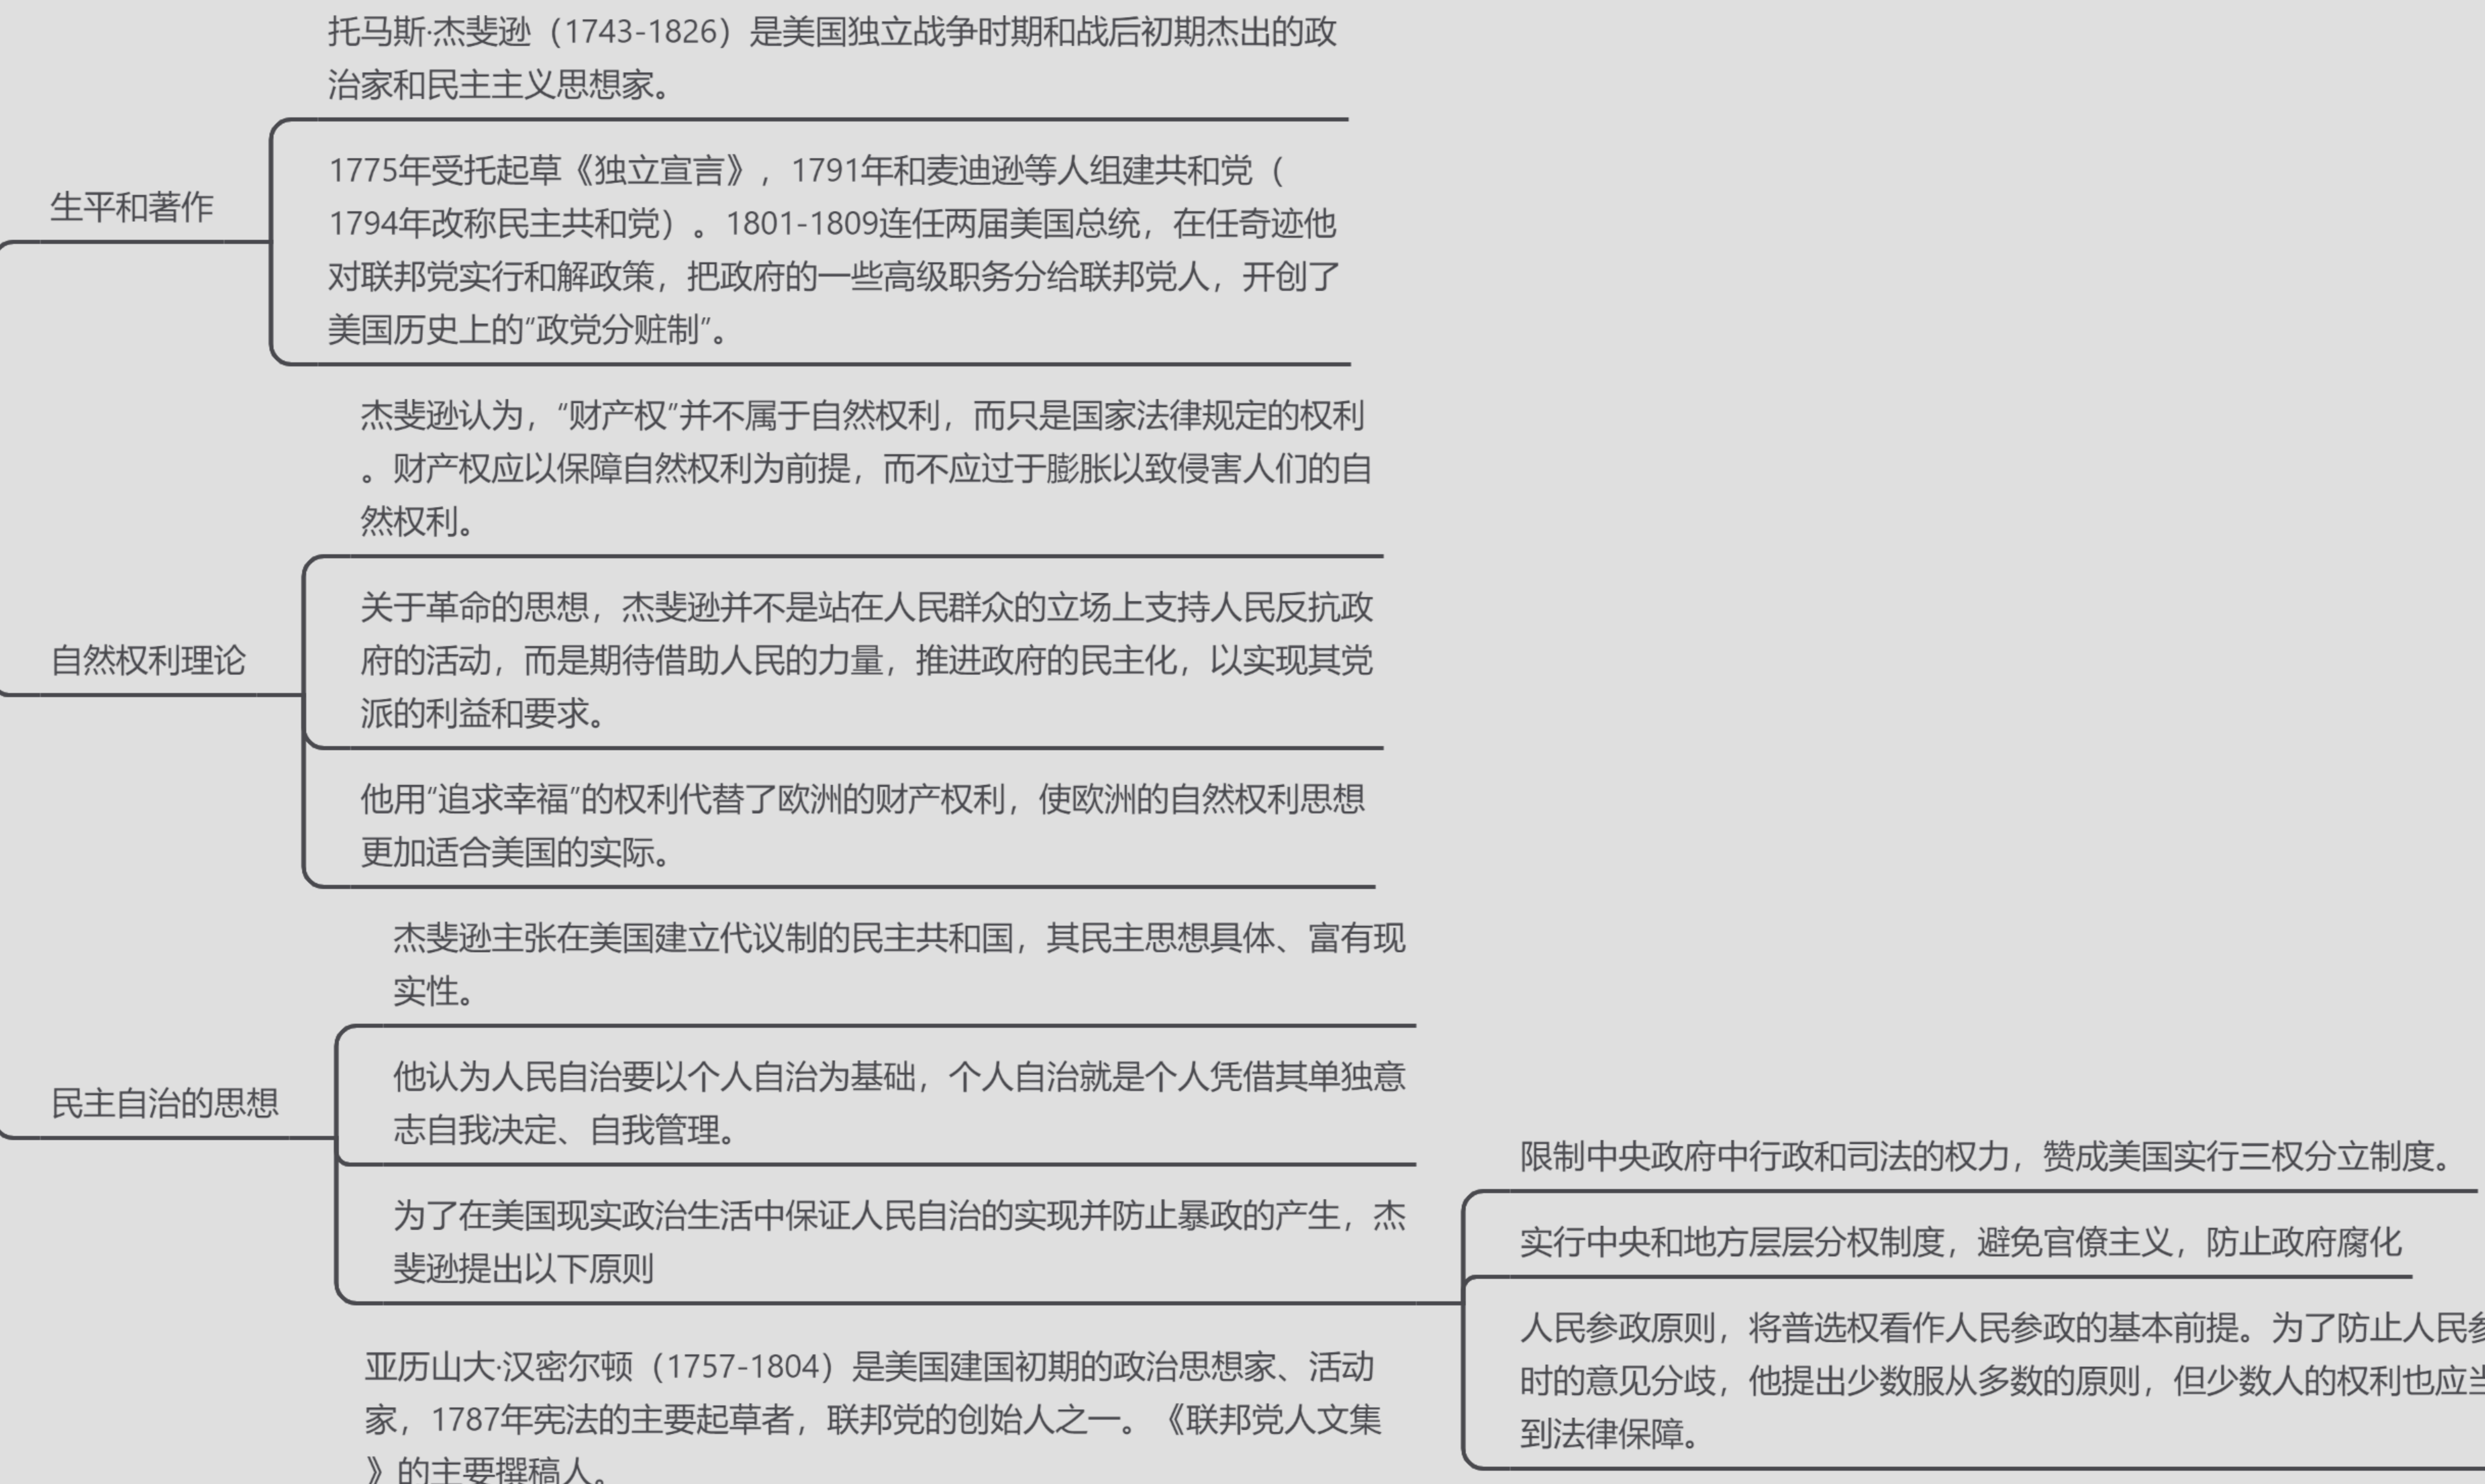 托马斯·杰斐逊（1743-1826）是美国独立战争时期和战后初期杰出的政
治家和民主主义思想家。
生平和著作
1775年受托起草《独立宣言》，1791年和麦迪逊等人组建共和党（
1794年改称民主共和党）。1801-1809连任两届美国总统，在任奇迹他
对联邦党实行和解政策，把政府的一些高级职务分给联邦党人，开创了
美国历史上的“政党分赃制”。
杰斐逊认为，“财产权”并不属于自然权利，而只是国家法律规定的权利
。财产权应以保障自然权利为前提，而不应过于膨胀以致侵害人们的自
然权利。
自然权利理论
关于革命的思想，杰斐逊并不是站在人民群众的立场上支持人民反抗政
府的活动，而是期待借助人民的力量，推进政府的民主化，以实现其党
派的利益和要求。
他用“追求幸福”的权利代替了欧洲的财产权利，使欧洲的自然权利思想
更加适合美国的实际。
杰斐逊主张在美国建立代议制的民主共和国，其民主思想具体、富有现
实性。
民主自治的思想
他认为人民自治要以个人自治为基础，个人自治就是个人凭借其单独意
志自我决定、自我管理。
为了在美国现实政治生活中保证人民自治的实现并防止暴政的产生，杰
斐逊提出以下原则
限制中央政府中行政和司法的权力，赞成美国实行三权分立制度。
实行中央和地方层层分权制度，避免官僚主义，防止政府腐化
人民参政原则，将普选权看作人民参政的基本前提。为了防止人民参
时的意见分歧，他提出少数服从多数的原则，但少数人的权利也应当
到法律保障。
亚历山大·汉密尔顿（1757-1804）是美国建国初期的政治思想家、活动
家，1787年宪法的主要起草者，联邦党的创始人之一。《联邦党人文集
》的主要撰稿人。